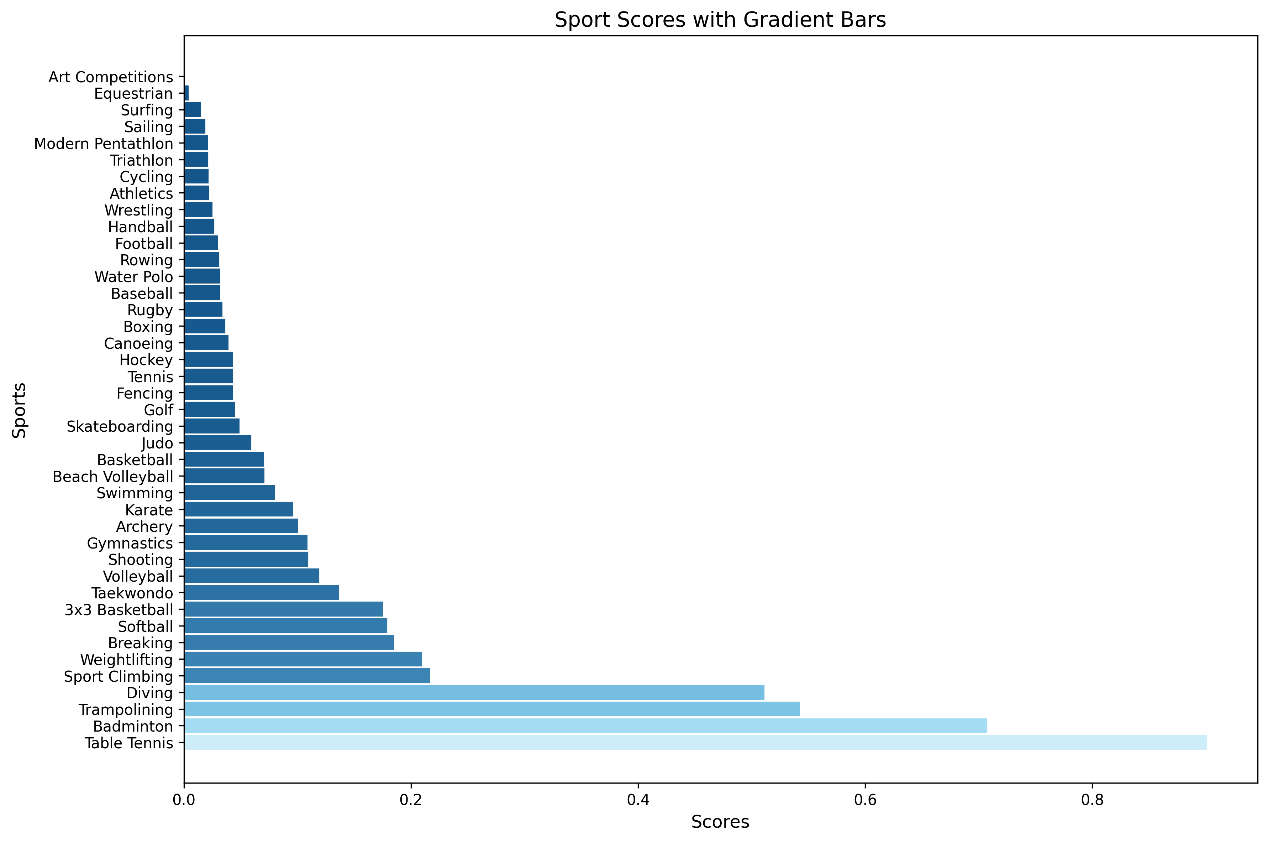 Sport Scores with Gradient Bars
Art Competitions
Equestrian
Surfing
Sailing
Modern Pentathlon
Triathlon
Cycling
Athletics
Wrestling
Handball
Football
Rowing
Water Polo
Baseball
Rugby
Boxing
Canoeing
Hockey
Tennis
Fencing
Golf
Skateboarding
Judo
Basketball
Beach Volleyball
Swimming
Karate
Archery
Gymnastics
Shooting
Volleyball
Taekwondo
3x3 Basketball
Softball
Breaking
Weightlifting
Sport Climbing
Diving
Trampolining
Badminton
Table Tennis
Sports
0.0 0.2 0.4 0.6 0.8
Scores